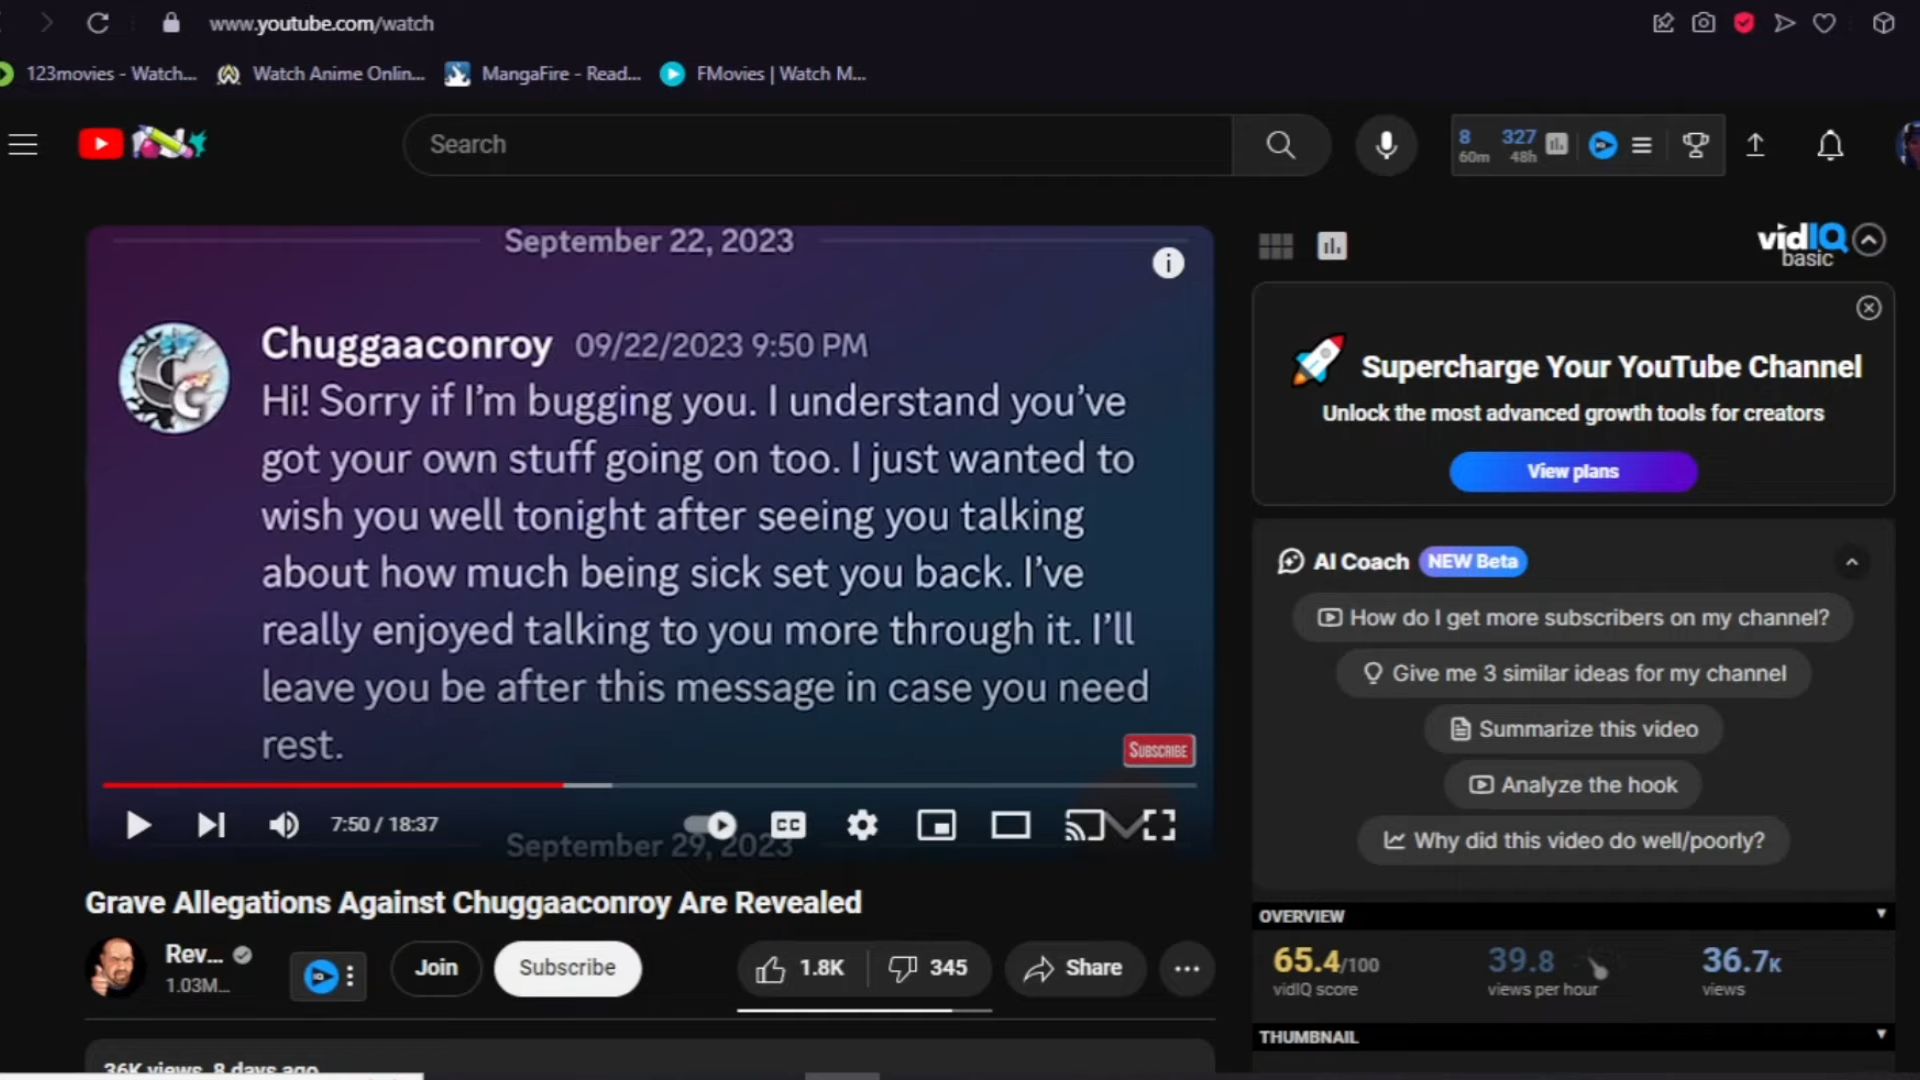 www.youtube.com/watch
123movies - Watch...
Watch Anime Onlin...
MangaFire - Read...
FMovies | Watch M...
Search
8 327
60m 48h
September 22, 2023
Chuggaaconroy 09/22/2023 9:50 PM
Hi! Sorry if I'm bugging you. I understand you've
got your own stuff going on too. I just wanted to
wish you well tonight after seeing you talking
about how much being sick set you back. I've
really enjoyed talking to you more through it. I'll
leave you be after this message in case you need
rest.
SUBSCRIBE
7:50 / 18:37
CC
September 29, 2023
Grave Allegations Against Chuggaaconroy Are Revealed
Rev...
1.03M...
Join
Subscribe
1.8K
345
Share
36K views 8 days ago
vidIQ
basic
Supercharge Your YouTube Channel
Unlock the most advanced growth tools for creators
View plans
AI Coach NEW Beta
How do I get more subscribers on my channel?
Give me 3 similar ideas for my channel
Summarize this video
Analyze the hook
Why did this video do well/poorly?
OVERVIEW
65.4/100 39.8 36.7K
vidIQ score views per hour views
THUMBNAIL